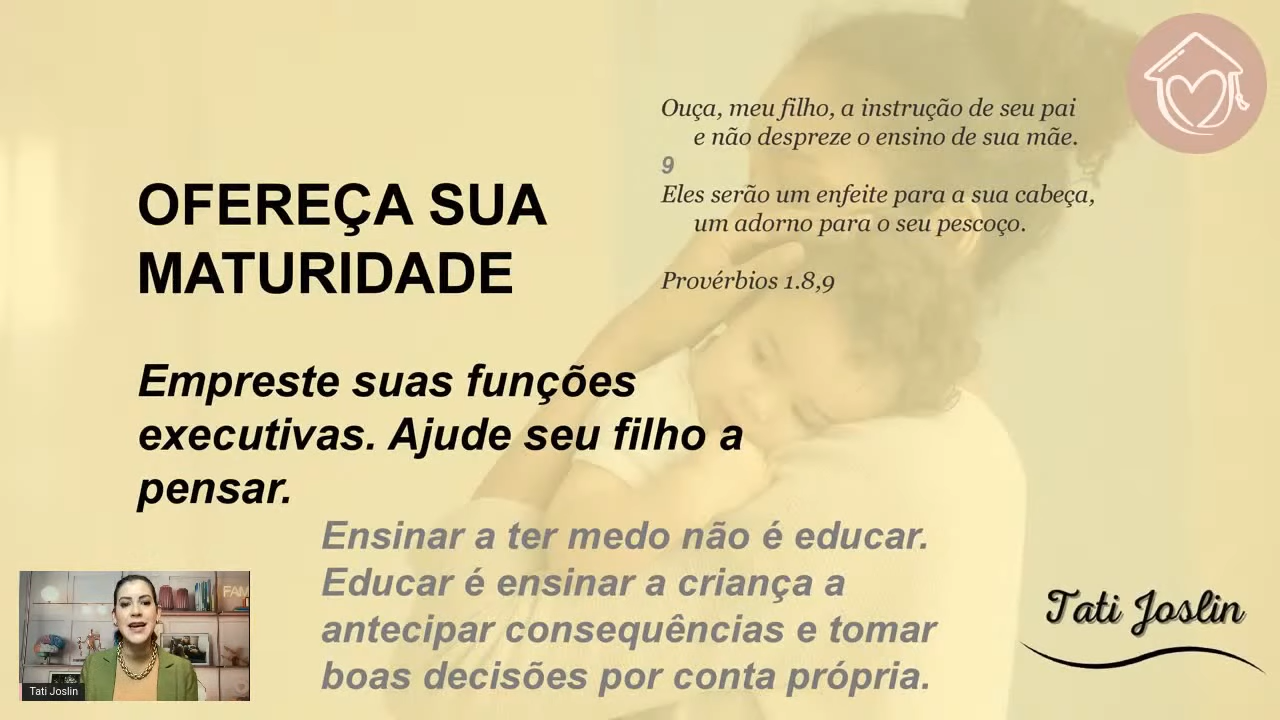 Ouça, meu filho, a instrução de seu pai
e não despreze o ensino de sua mãe.
9
Eles serão um enfeite para a sua cabeça,
um adorno para o seu pescoço.
Provérbios 1.8,9
OFEREÇA SUA
MATURIDADE
Empreste suas funções
executivas. Ajude seu filho a
pensar.
Ensinar a ter medo não é educar.
Educar é ensinar a criança a
antecipar consequências e tomar
boas decisões por conta própria.
FAM
Tati Joslin
Tati Joslin